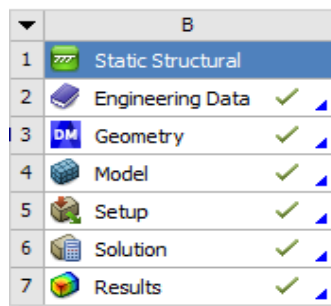 B
1 Static Structural
2 Engineering Data
3 DM Geometry
4 Model
5 Setup
6 Solution
7 Results